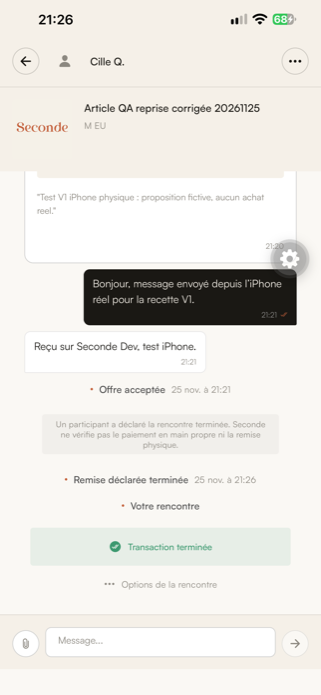 21:26
68
Cille Q.
Seconde
Article QA reprise corrigée 20261125
M EU
"Test V1 iPhone physique : proposition fictive, aucun achat
reel."
21:20
Bonjour, message envoyé depuis l'iPhone
réel pour la recette V1.
21:21
Reçu sur Seconde Dev, test iPhone.
21:21
Offre acceptée 25 nov. à 21:21
Un participant a déclaré la rencontre terminée. Seconde
ne vérifie pas le paiement en main propre ni la remise
physique.
Remise déclarée terminée 25 nov. à 21:26
Votre rencontre
Transaction terminée
Options de la rencontre
Message...